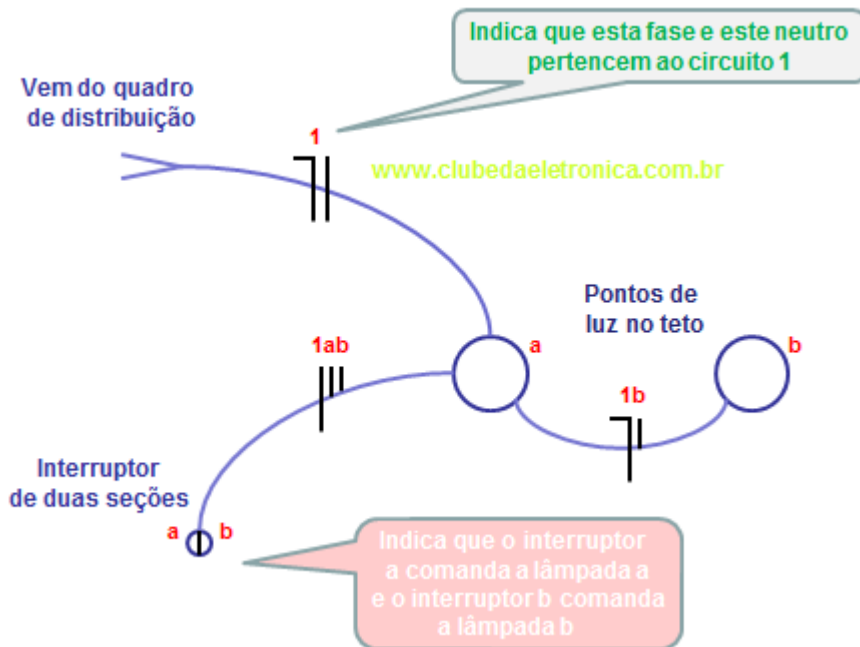 Indica que esta fase e este neutro
pertencem ao circuito 1
Vem do quadro
de distribuição
1
www.clubedaeletronica.com.br
Pontos de
luz no teto
1ab
a
b
1b
Interruptor
de duas seções
a
b
Indica que o interruptor
a comanda a lâmpada a
e o interruptor b comanda
a lâmpada b